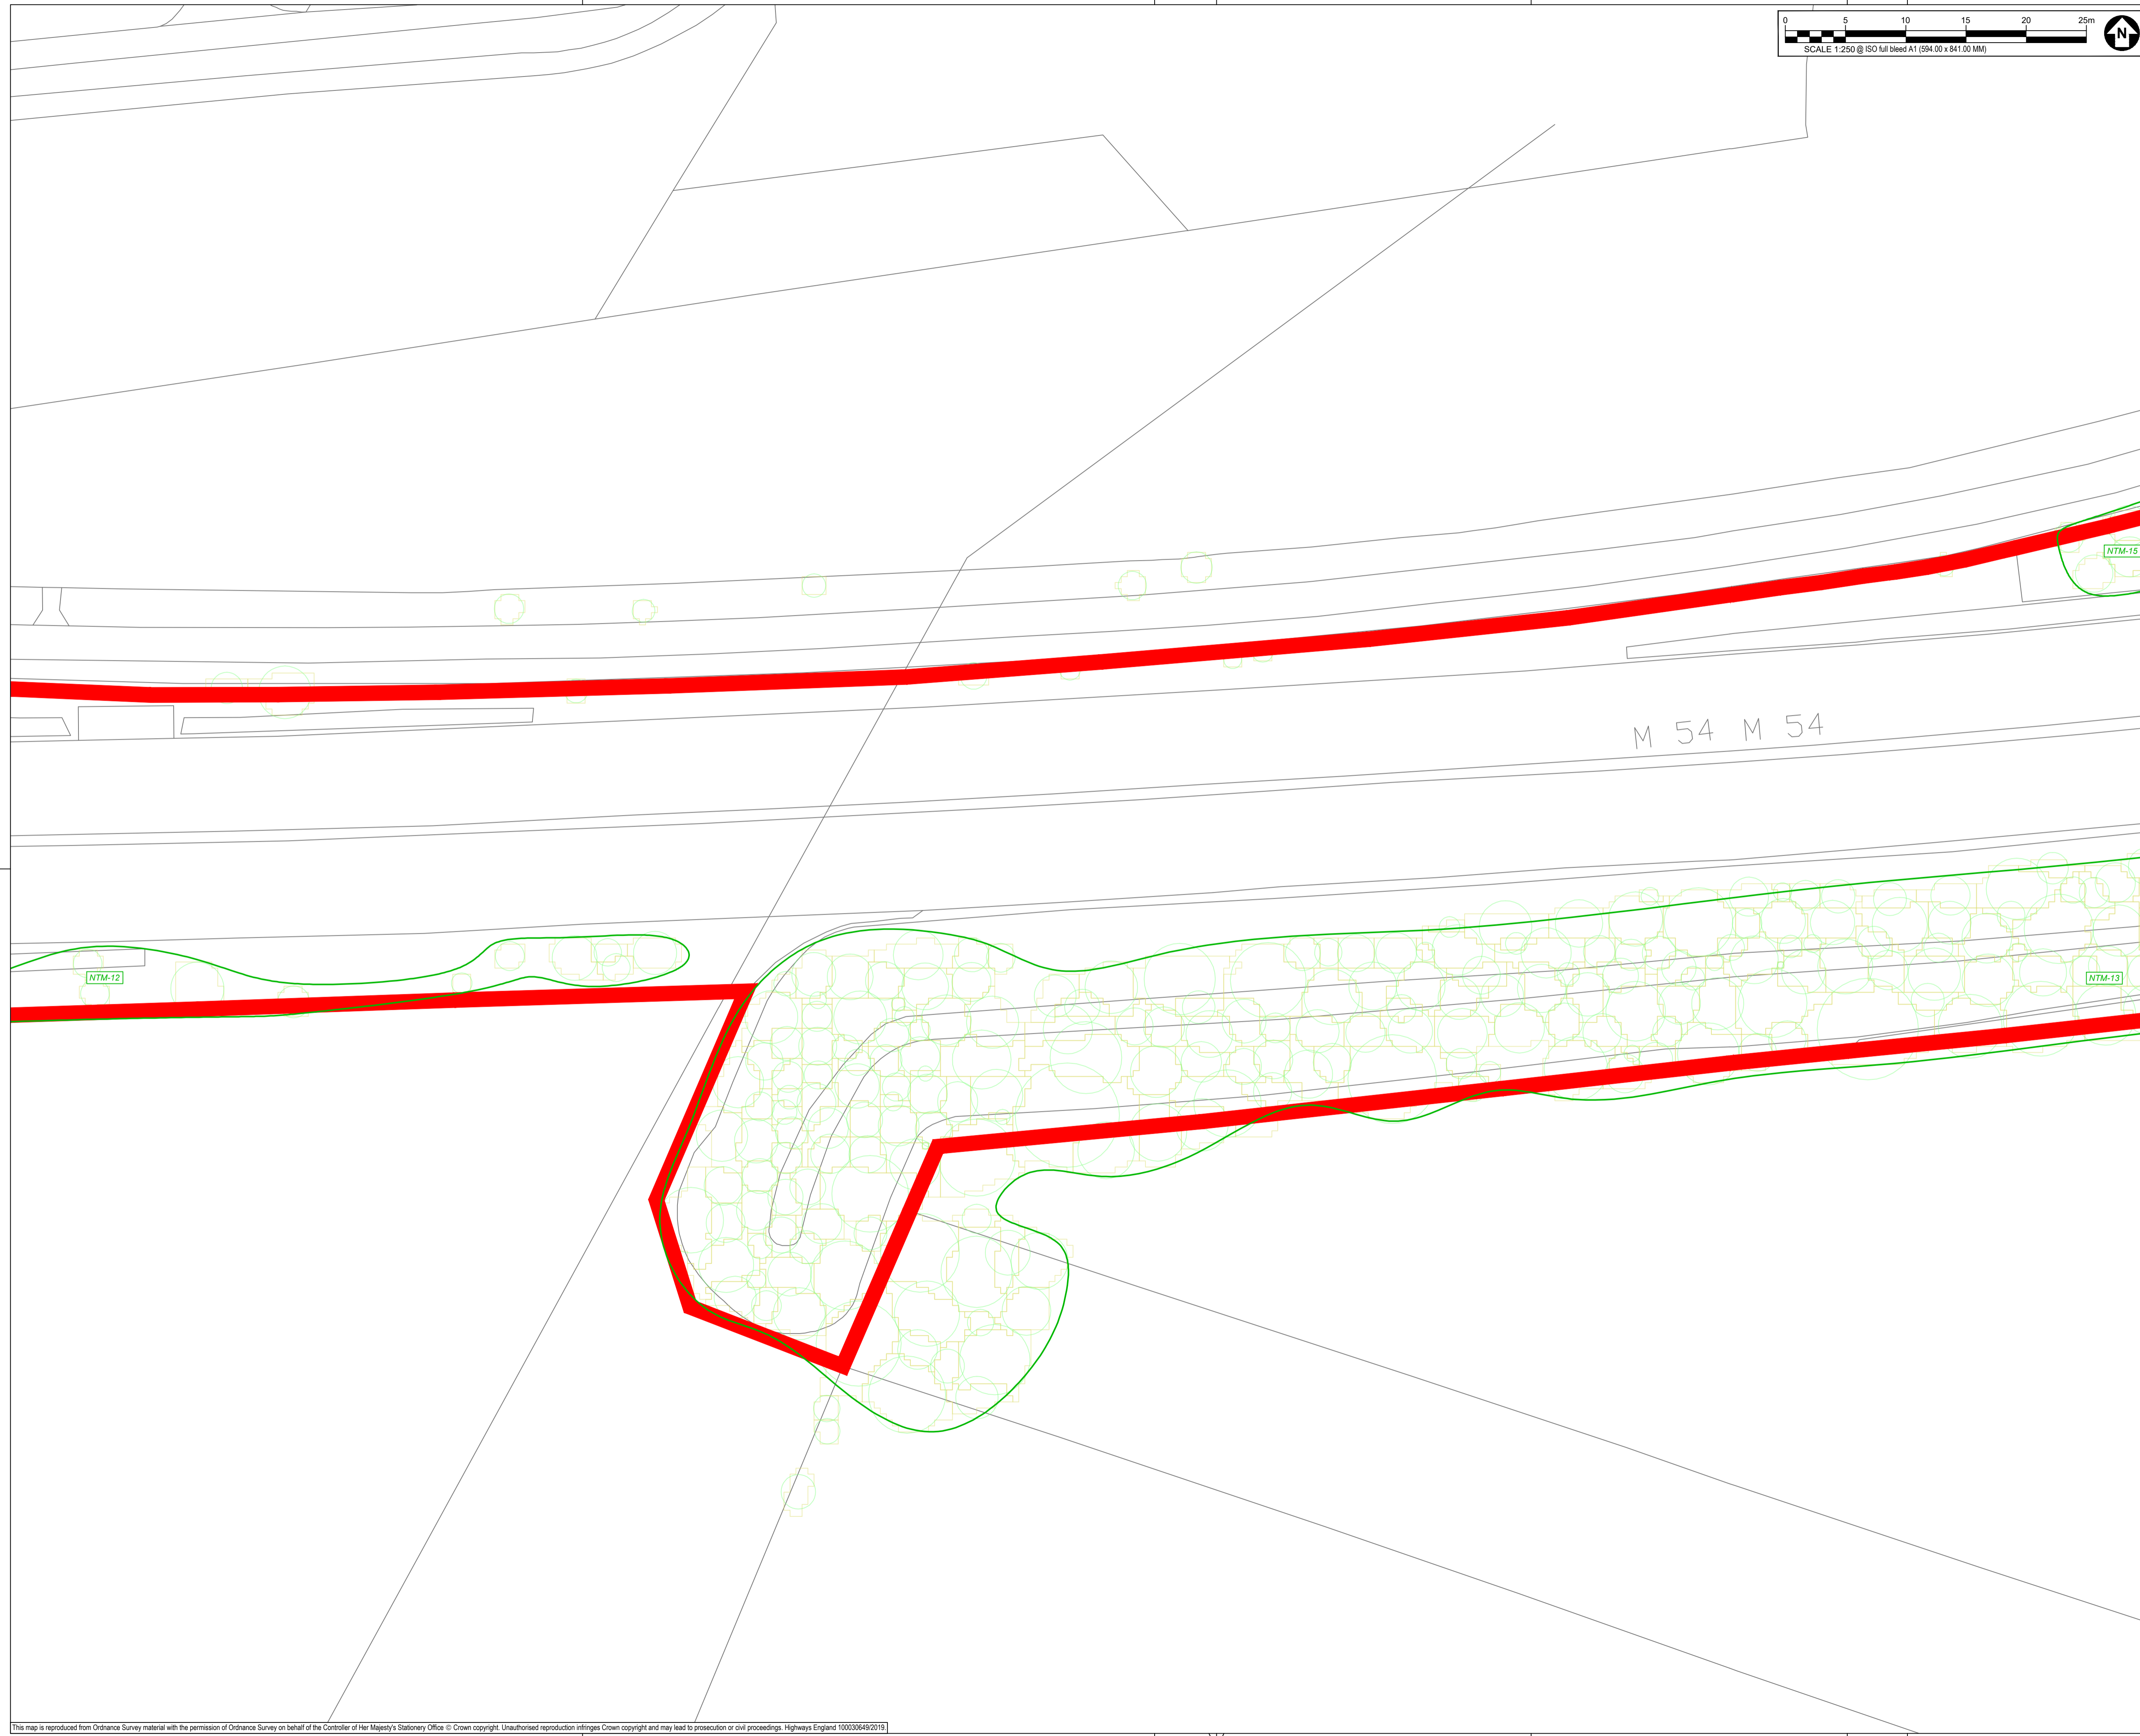 0 5 10 15 20 25m
N
SCALE 1:250 @ ISO full bleed A1 (594.00 x 841.00 MM)
NTM-15
M 54 M 54
NTM-12
NTM-13
This map is reproduced from Ordnance Survey material with the permission of Ordnance Survey on behalf of the Controller of Her Majesty's Stationery Office © Crown copyright. Unauthorised reproduction infringes Crown copyright and may lead to prosecution or civil proceedings. Highways England 100030649/2019.